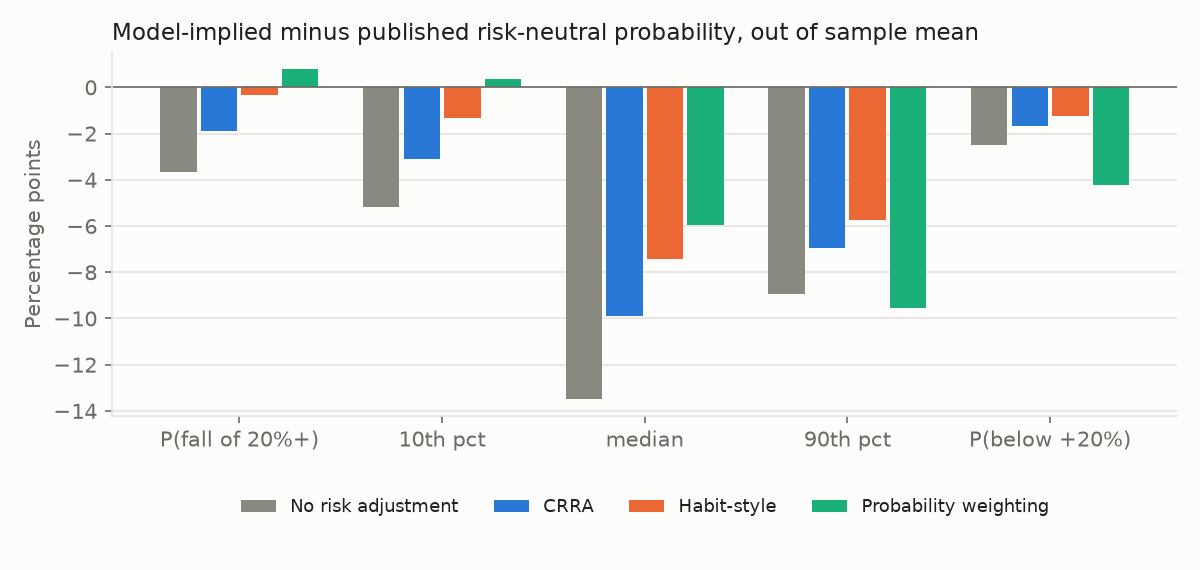 Model-implied minus published risk-neutral probability, out of sample mean
Percentage points
0
−2
−4
−6
−8
−10
−12
−14
P(fall of 20%+)
10th pct
median
90th pct
P(below +20%)
No risk adjustment
CRRA
Habit-style
Probability weighting